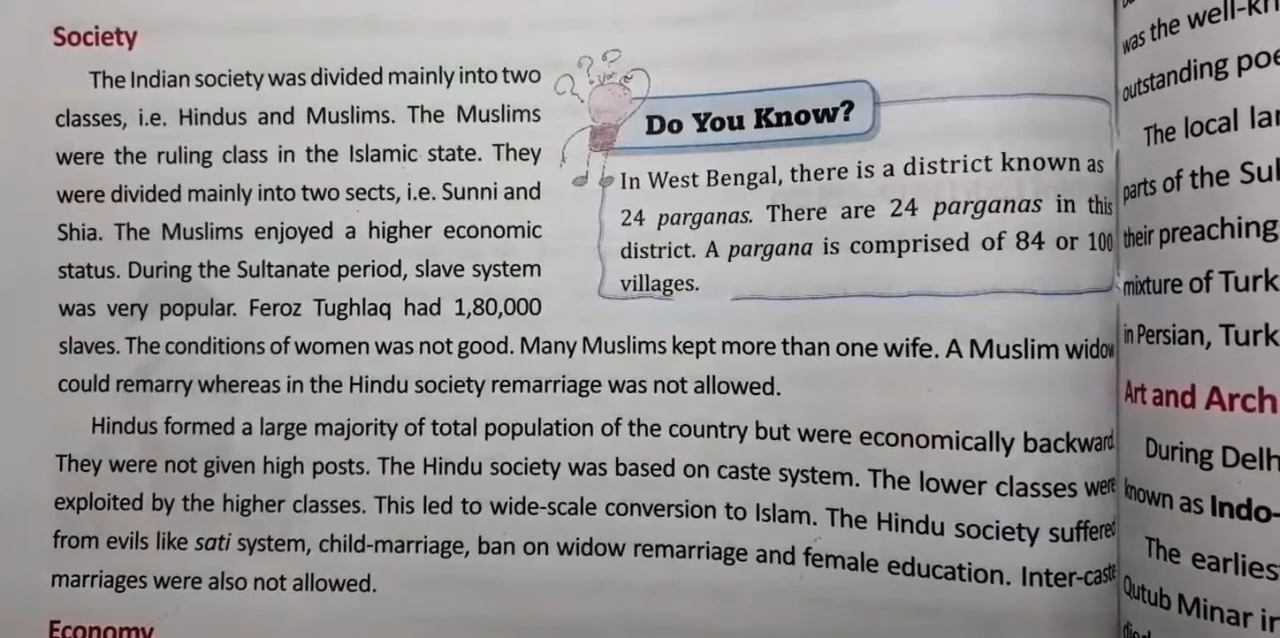 Society
The Indian society was divided mainly into two
classes, i.e. Hindus and Muslims. The Muslims
were the ruling class in the Islamic state. They
were divided mainly into two sects, i.e. Sunni and
Shia. The Muslims enjoyed a higher economic
status. During the Sultanate period, slave system
was very popular. Feroz Tughlaq had 1,80,000
slaves. The conditions of women was not good. Many Muslims kept more than one wife. A Muslim widow
could remarry whereas in the Hindu society remarriage was not allowed.
Do You Know?
In West Bengal, there is a district known as
24 parganas. There are 24 parganas in this
district. A pargana is comprised of 84 or 100
villages.
Hindus formed a large majority of total population of the country but were economically backward.
They were not given high posts. The Hindu society was based on caste system. The lower classes were
exploited by the higher classes. This led to wide-scale conversion to Islam. The Hindu society suffered
from evils like sati system, child-marriage, ban on widow remarriage and female education. Inter-caste
marriages were also not allowed.
Economy
was the
outstanding
The local
parts of the
their preaching
mixture of Turk
in Persian, Turk
Art and Arch
During Delh
known as Indo-
The earlies
Qutub Minar in